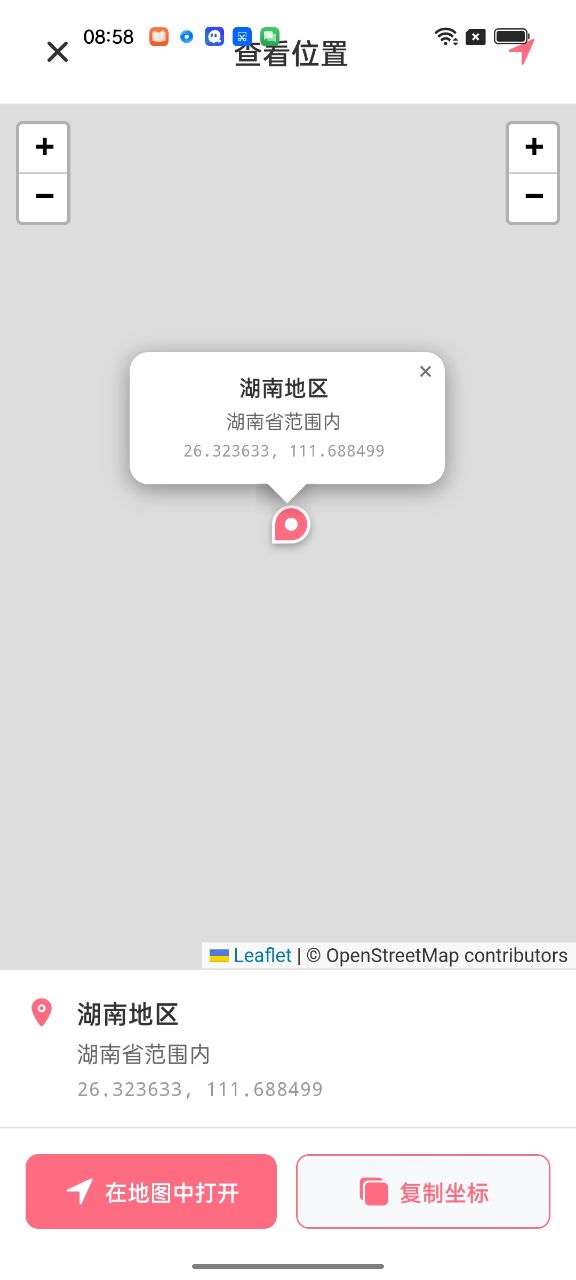 08:58
查看位置
+ +
− −
×
湖南地区
湖南省范围内
26.323633, 111.688499
Leaflet | © OpenStreetMap contributors
湖南地区
湖南省范围内
26.323633, 111.688499
在地图中打开 复制坐标